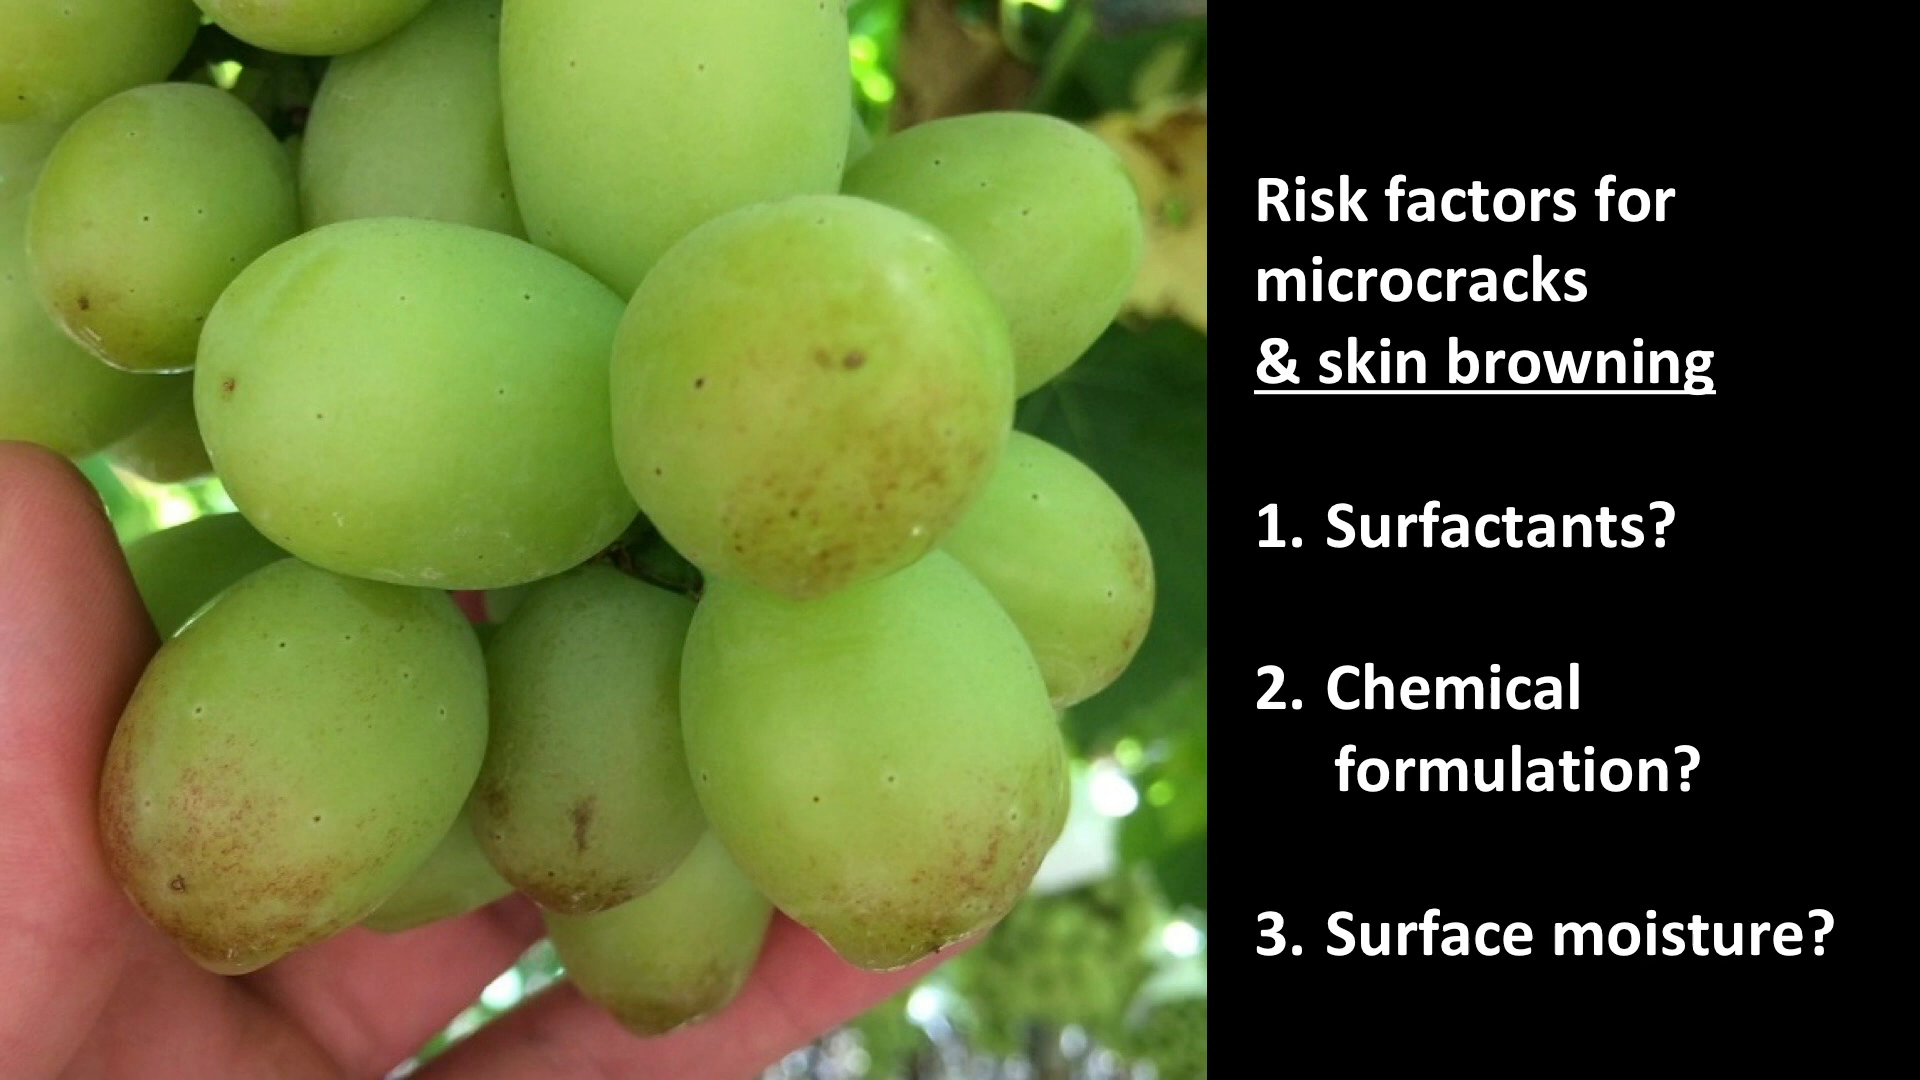 Risk factors for
microcracks
& skin browning
1. Surfactants?
2. Chemical
formulation?
3. Surface moisture?